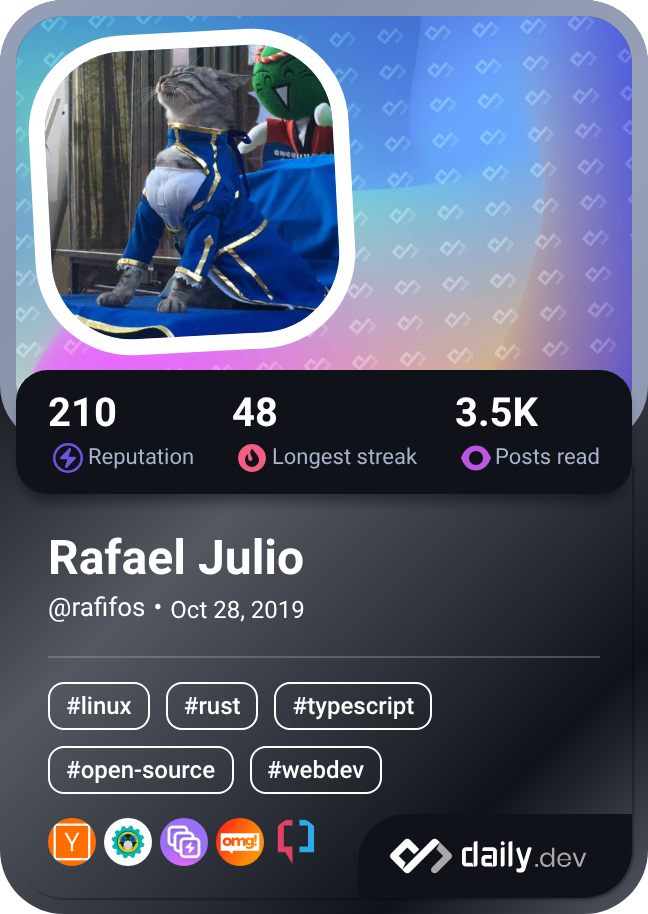 210 48 3.5K
Reputation Longest streak Posts read
Rafael Julio
@rafifos • Oct 28, 2019
#linux #rust #typescript
#open-source #webdev
Y omg!
daily.dev